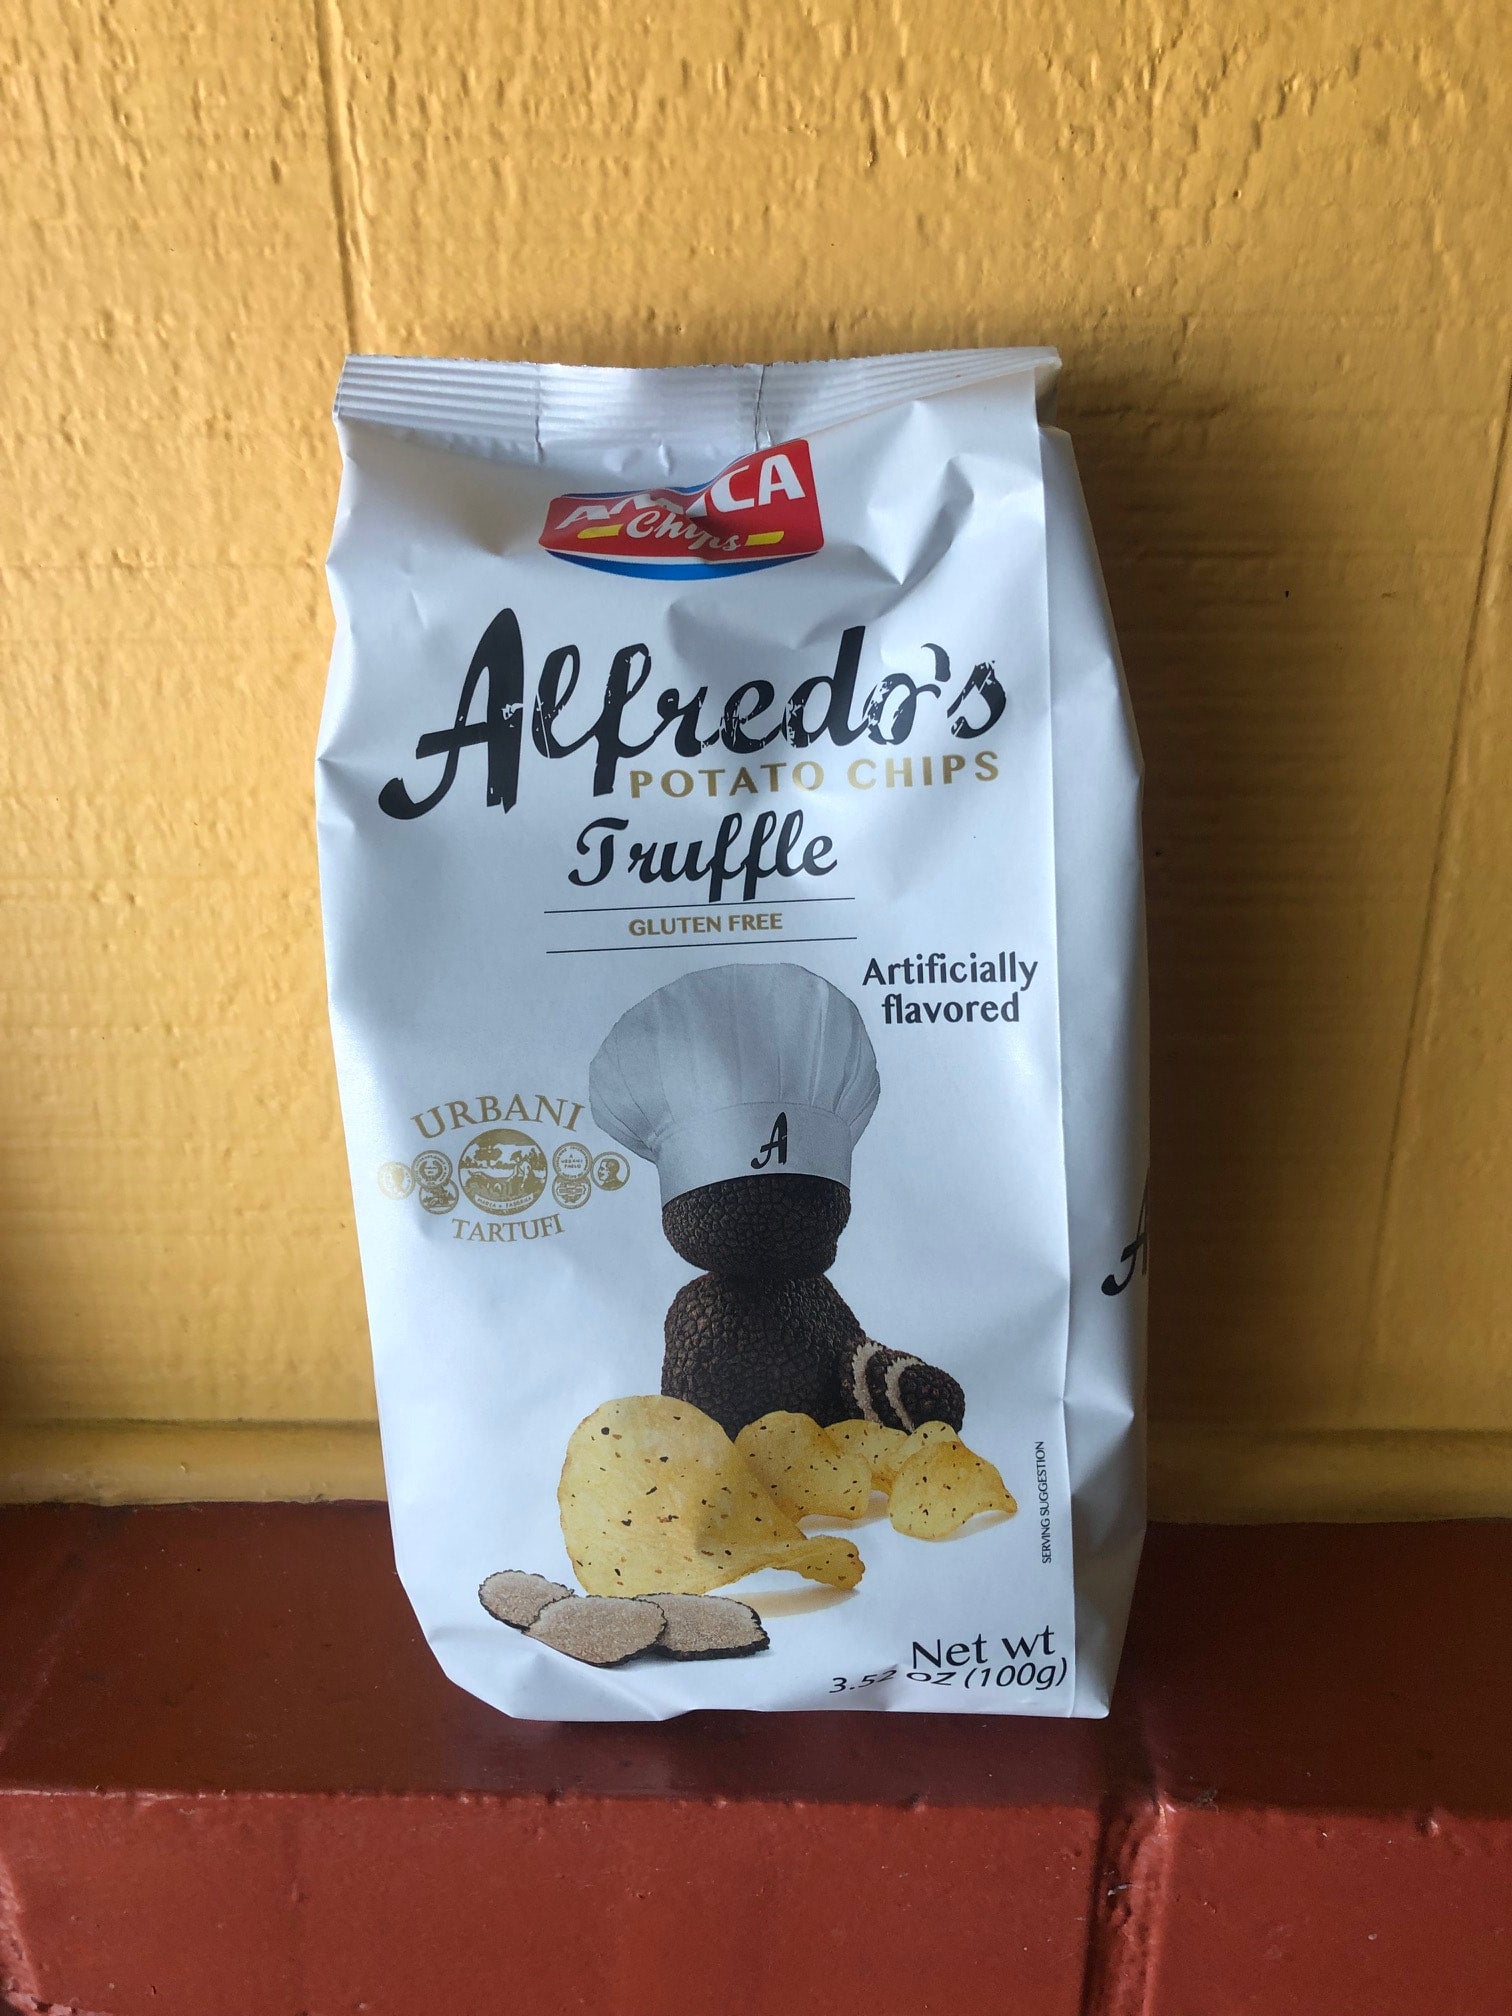 AMICA
Chips
Alfredo's
POTATO CHIPS
Truffle
GLUTEN FREE
Artificially
flavored
A
URBANI
TARTUFI
A
SERVING SUGGESTION
Net wt
3.52 oz (100g)